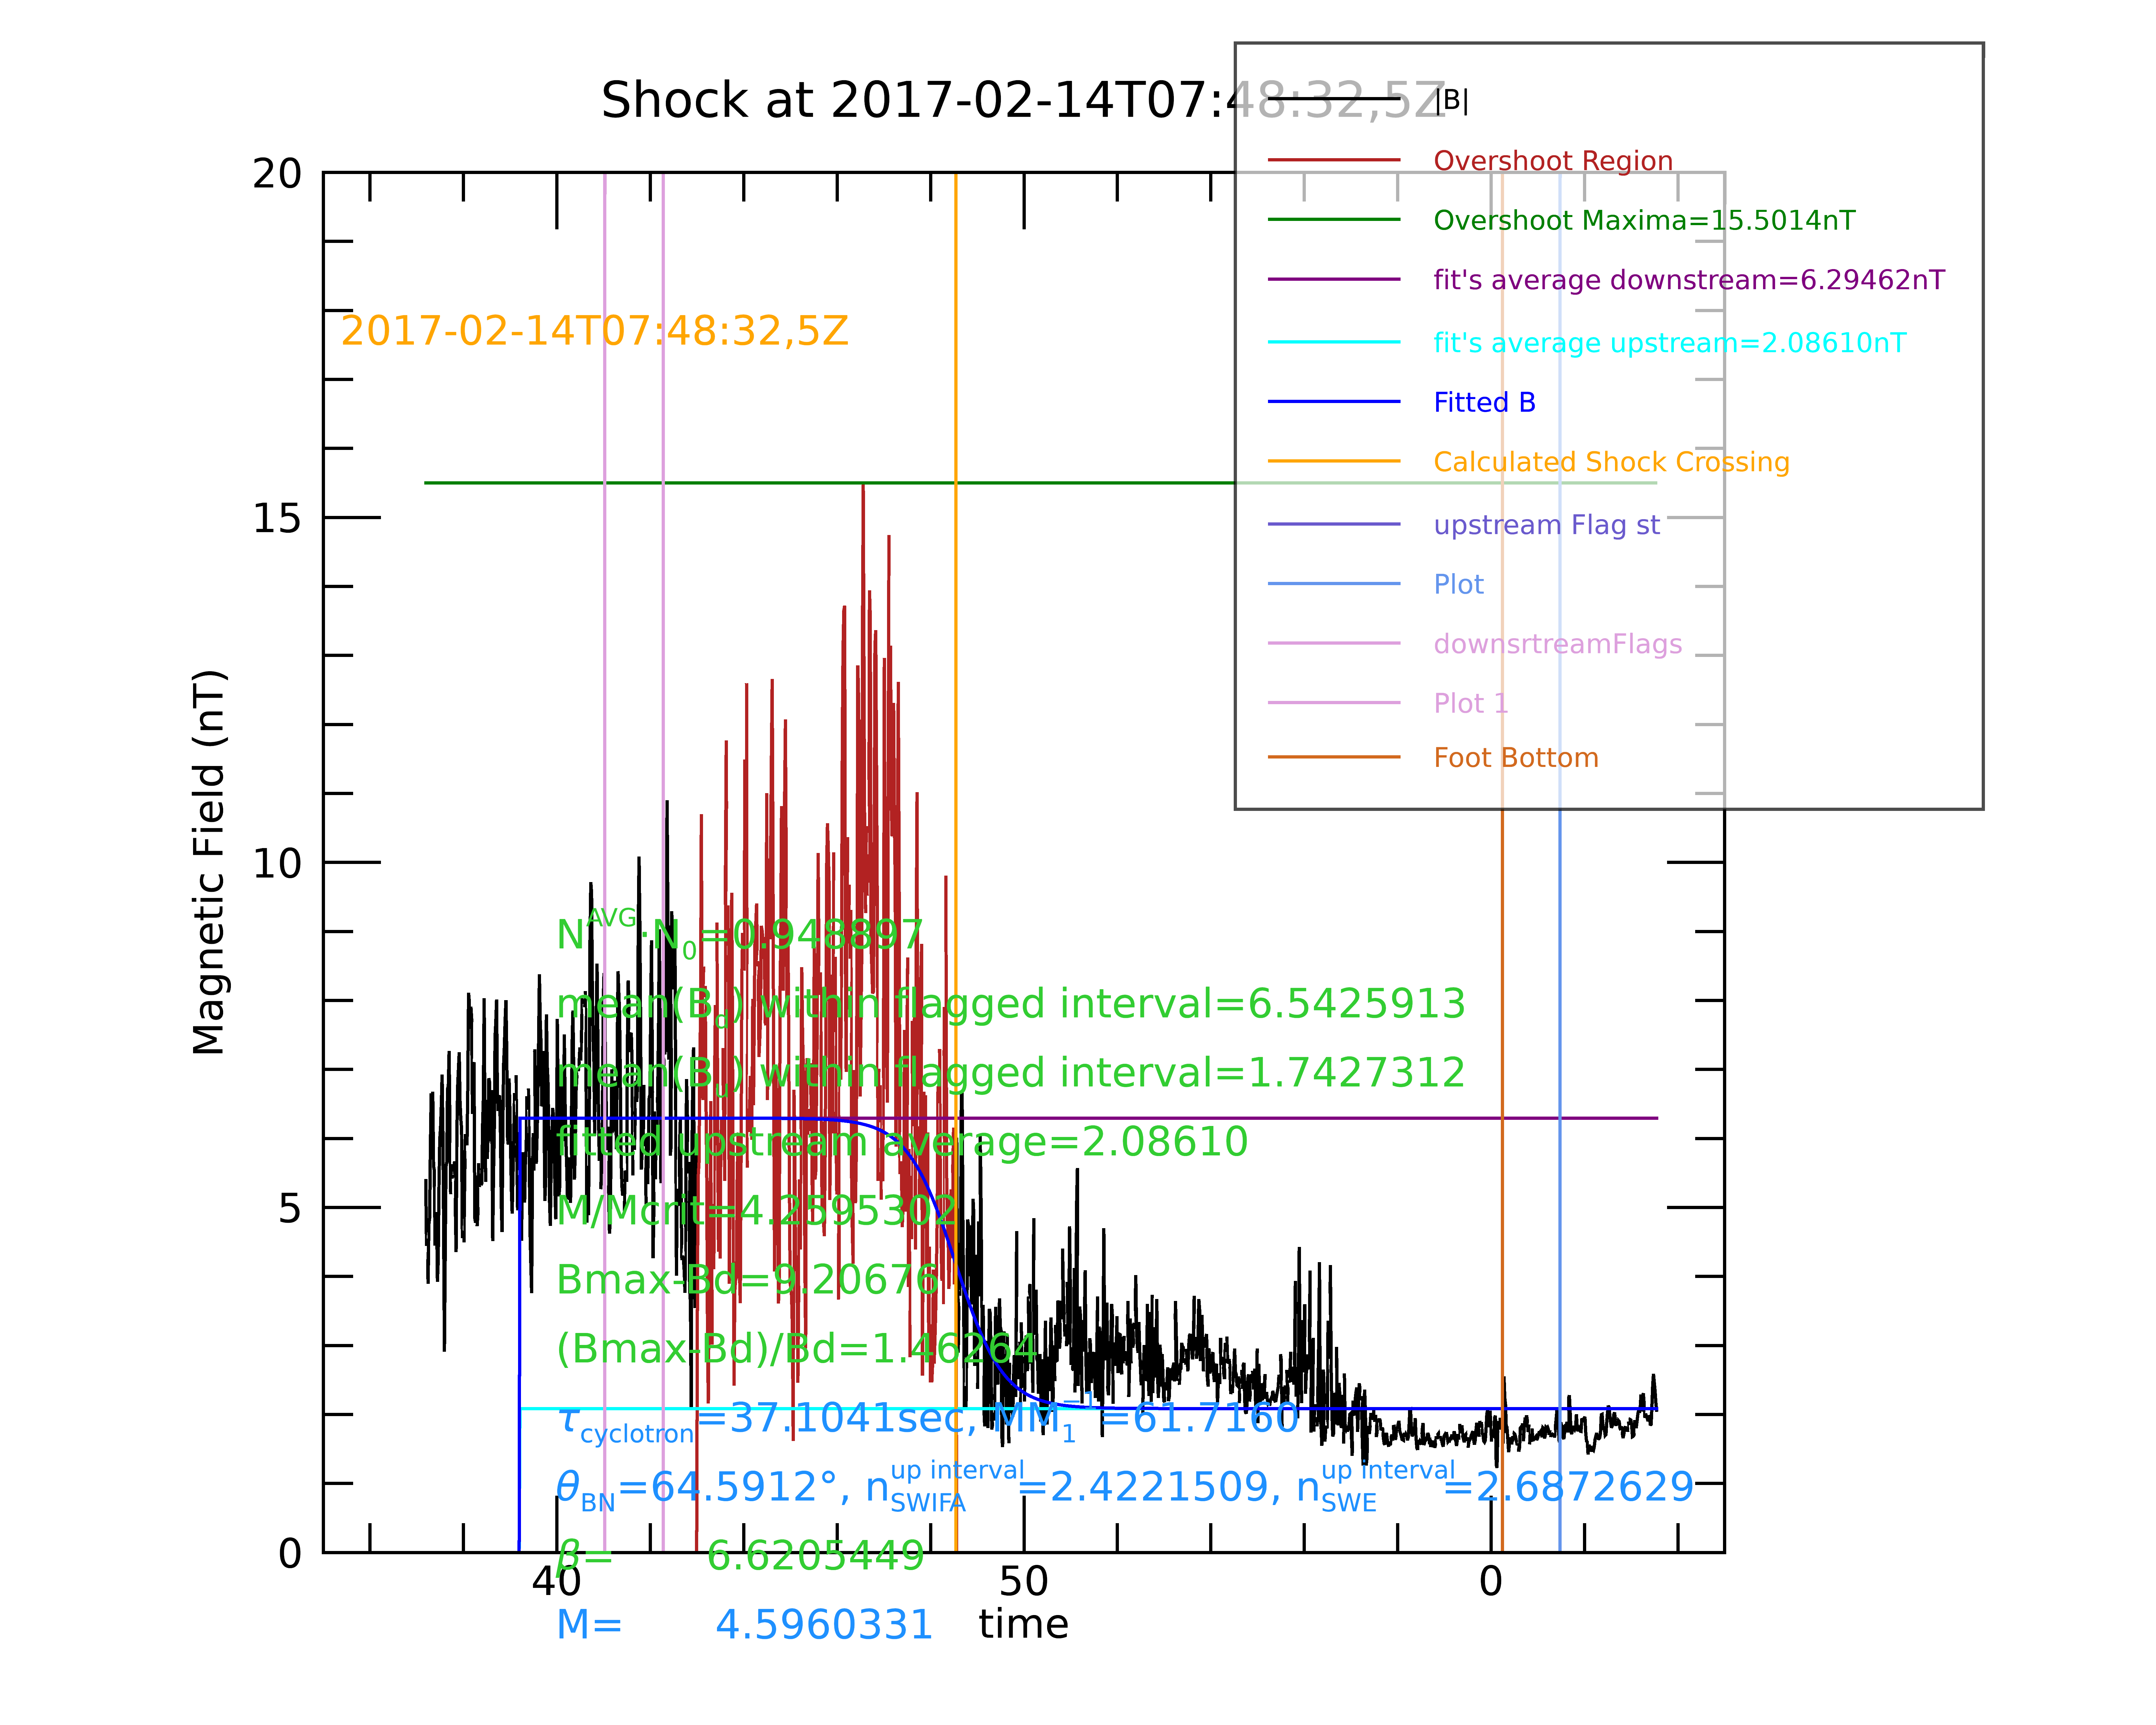 Shock at 2017-02-14T07:48:32,5Z
|B|
Overshoot Region
Overshoot Maxima=15.5014nT
fit's average downstream=6.29462nT
fit's average upstream=2.08610nT
Fitted B
Calculated Shock Crossing
upstream Flag st
Plot
downsrtreamFlags
Plot 1
Foot Bottom
2017-02-14T07:48:32,5Z
20
15
10
5
0
Magnetic Field (nT)
N^AVG·N_0=0.948897
mean(B_d) within flagged interval=6.5425913
mean(B_u) within flagged interval=1.7427312
fitted upstream average=2.08610
M/Mcrit=4.2595302
Bmax-Bd=9.20676
(Bmax-Bd)/Bd=1.46264
τ_cyclotron=37.1041sec, MM_1^-1=61.7160
θ_BN=64.5912°, n_SWIFA^up interval=2.4221509, n_SWE^up interval=2.6872629
β= 6.6205449
M= 4.5960331
40 50 0
time